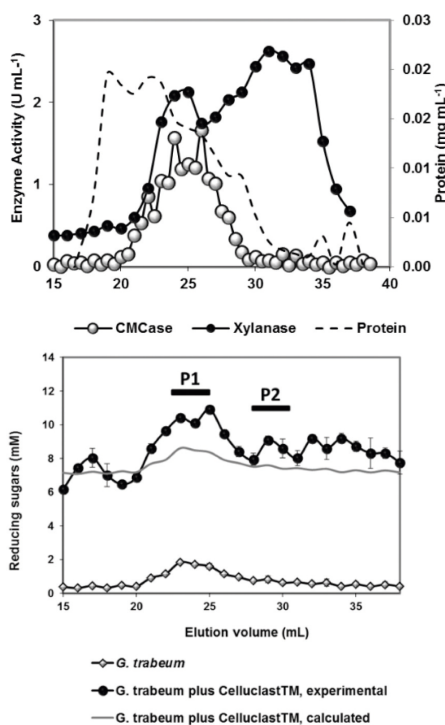 3
2
1
0
Enzyme Activity (U mL-1)
0.03
0.02
0.02
0.01
0.01
0.00
Protein (mg mL-1)
15 20 25 30 35 40
CMCase Xylanase Protein
14
12
10
8
6
4
2
0
Reducing sugars (mM)
P1 P2
15 20 25 30 35
Elution volume (mL)
G. trabeum
G. trabeum plus CelluclastTM, experimental
G. trabeum plus CelluclastTM, calculated